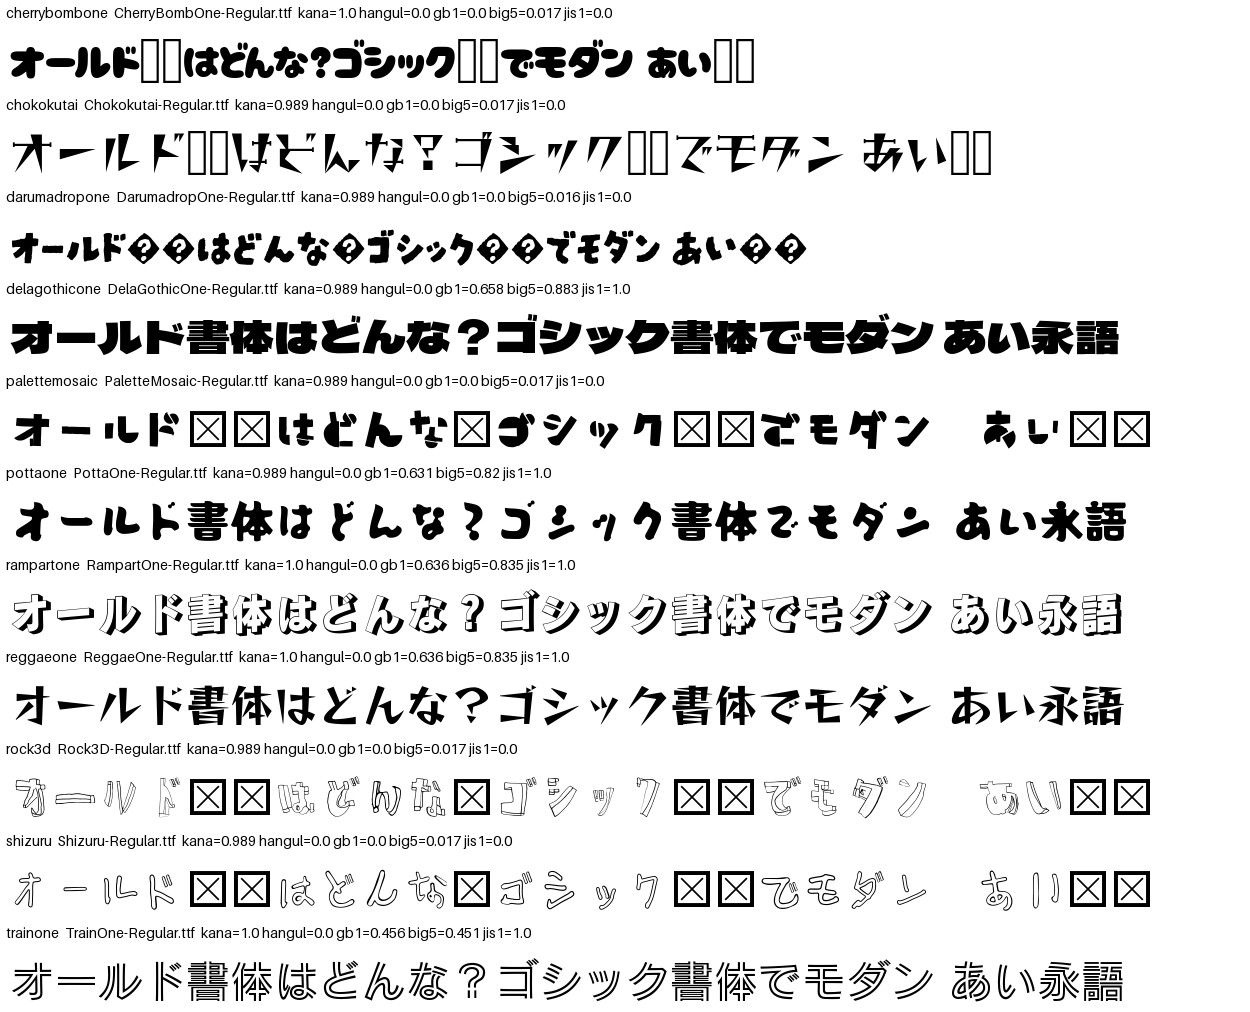 cherrybombone CherryBombOne-Regular.ttf kana=1.0 hangul=0.0 gb1=0.0 big5=0.017 jis1=0.0
オールド▯▯はどんな?ゴシック▯▯でモダン あい▯▯
chokokutai Chokokutai-Regular.ttf kana=0.989 hangul=0.0 gb1=0.0 big5=0.017 jis1=0.0
オールド▯▯はどんな?ゴシック▯▯でモダン あい▯▯
darumadropone DarumadropOne-Regular.ttf kana=0.989 hangul=0.0 gb1=0.0 big5=0.016 jis1=0.0
オールド��はどんな�ゴシック��でモダン あい��
delagothicone DelaGothicOne-Regular.ttf kana=0.989 hangul=0.0 gb1=0.658 big5=0.883 jis1=1.0
オールド書体はどんな?ゴシック書体でモダン あい永語
palettemosaic PaletteMosaic-Regular.ttf kana=0.989 hangul=0.0 gb1=0.0 big5=0.017 jis1=0.0
オールド☒☒はどんな☒ゴシック☒☒でモダン あい☒☒
pottaone PottaOne-Regular.ttf kana=0.989 hangul=0.0 gb1=0.631 big5=0.82 jis1=1.0
オールド書体はどんな?ゴシック書体でモダン あい永語
rampartone RampartOne-Regular.ttf kana=1.0 hangul=0.0 gb1=0.636 big5=0.835 jis1=1.0
オールド書体はどんな?ゴシック書体でモダン あい永語
reggaeone ReggaeOne-Regular.ttf kana=1.0 hangul=0.0 gb1=0.636 big5=0.835 jis1=1.0
オールド書体はどんな?ゴシック書体でモダン あい永語
rock3d Rock3D-Regular.ttf kana=0.989 hangul=0.0 gb1=0.0 big5=0.017 jis1=0.0
オールド☒☒はどんな☒ゴシック☒☒でモダン あい☒☒
shizuru Shizuru-Regular.ttf kana=0.989 hangul=0.0 gb1=0.0 big5=0.017 jis1=0.0
オールド☒☒はどんな☒ゴシック☒☒でモダン あい☒☒
trainone TrainOne-Regular.ttf kana=1.0 hangul=0.0 gb1=0.456 big5=0.451 jis1=1.0
オールド書体はどんな?ゴシック書体でモダン あい永語